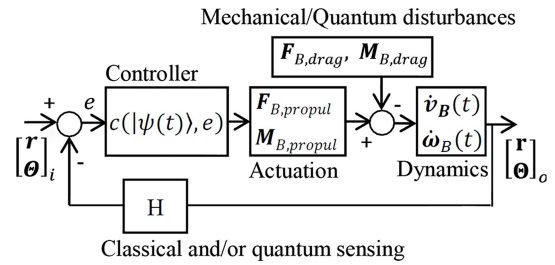 Mechanical/Quantum disturbances
F_{B,drag}, M_{B,drag}
Controller
+ e c(|ψ(t)⟩, e) F_{B,propul} M_{B,propul} - + v̇_B(t) ω̇_B(t)
[r Θ]_i - [r Θ]_o
Actuation Dynamics
H
Classical and/or quantum sensing